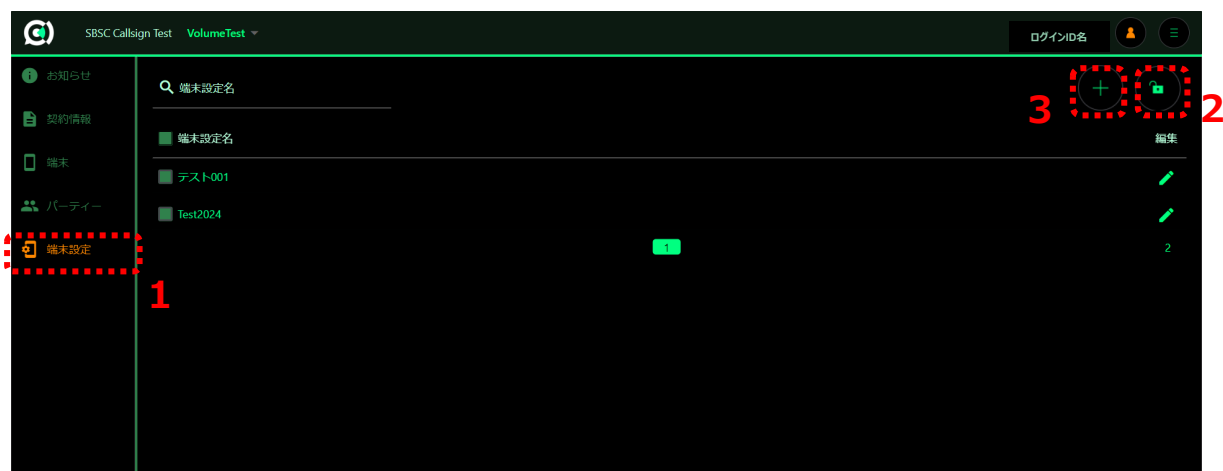 SBSC Callsign Test VolumeTest ログインID名
お知らせ
契約情報
端末
パーティー
端末設定
端末設定名
端末設定名 編集
テスト001
Test2024
1 2
3
2
1